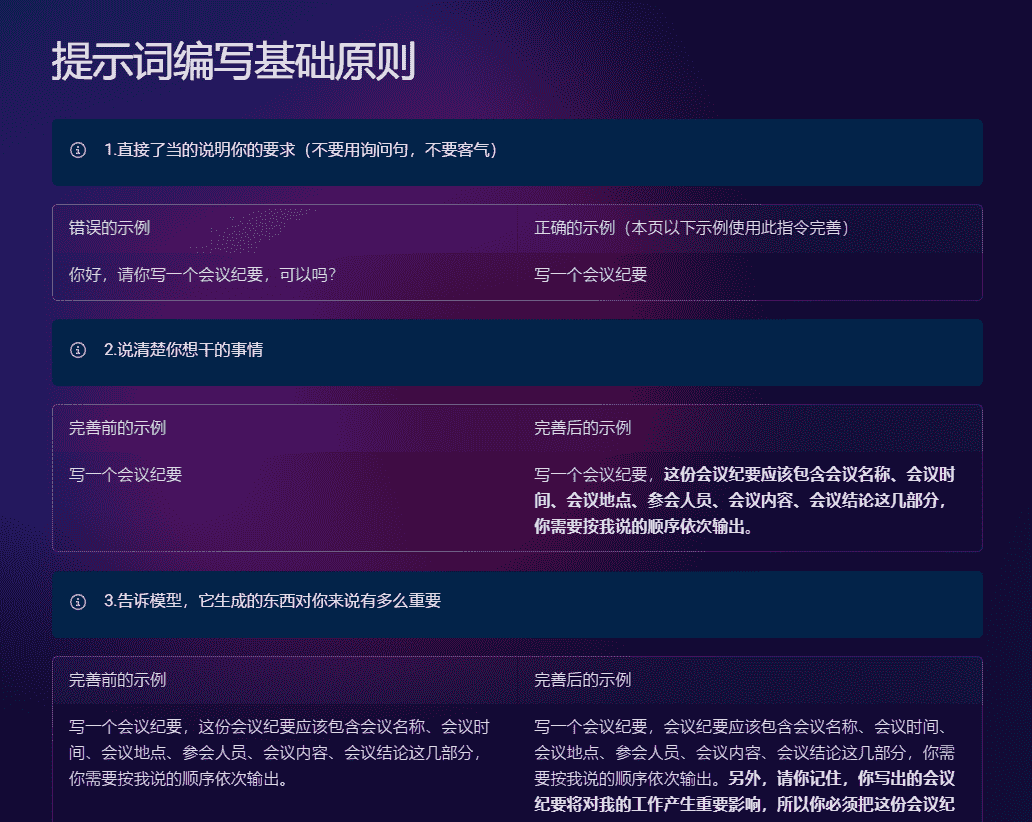 提示词编写基础原则
1.直接了当的说明你的要求（不要用询问句，不要客气）
错误的示例
正确的示例（本页以下示例使用此指令完善）
你好，请你写一个会议纪要，可以吗？
写一个会议纪要
2.说清楚你想干的事情
完善前的示例
完善后的示例
写一个会议纪要
写一个会议纪要，这份会议纪要应该包含会议名称、会议时
间、会议地点、参会人员、会议内容、会议结论这几部分，
你需要按我说的顺序依次输出。
3.告诉模型，它生成的东西对你来说有多么重要
完善前的示例
完善后的示例
写一个会议纪要，这份会议纪要应该包含会议名称、会议时
间、会议地点、参会人员、会议内容、会议结论这几部分，
你需要按我说的顺序依次输出。
写一个会议纪要，会议纪要应该包含会议名称、会议时间、
会议地点、参会人员、会议内容、会议结论这几部分，你需
要按我说的顺序依次输出。另外，请你记住，你写出的会议
纪要将对我的工作产生重要影响，所以你必须把这份会议纪